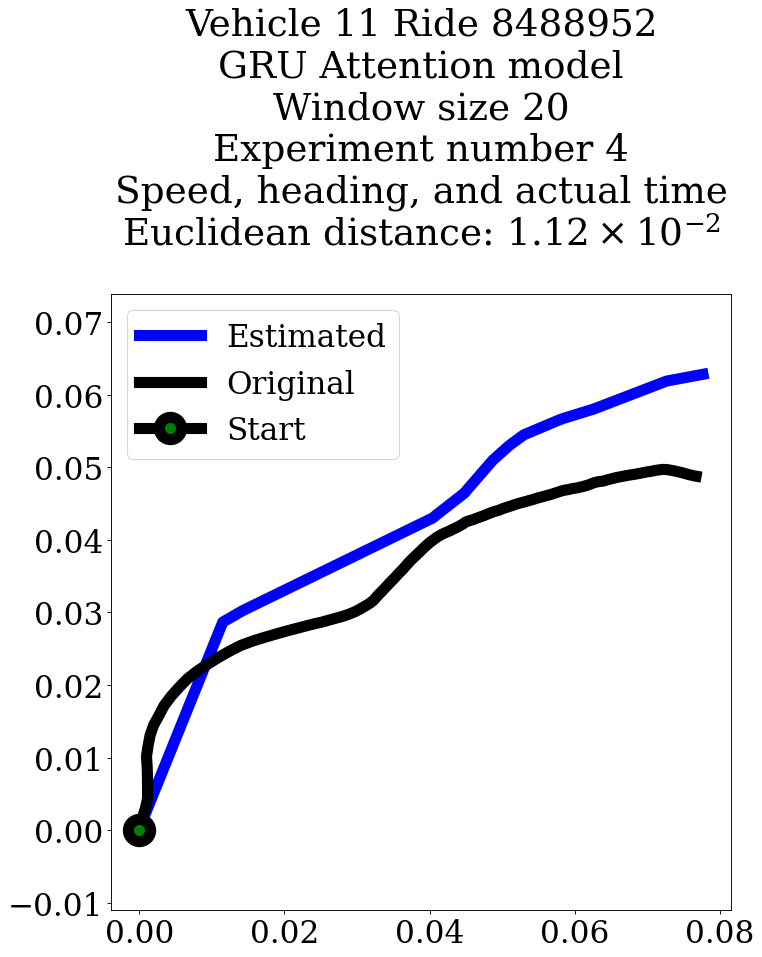 Vehicle 11 Ride 8488952
GRU Attention model
Window size 20
Experiment number 4
Speed, heading, and actual time
Euclidean distance: 1.12 × 10⁻²
Estimated
Original
Start
0.07
0.06
0.05
0.04
0.03
0.02
0.01
0.00
−0.01
0.00 0.02 0.04 0.06 0.08